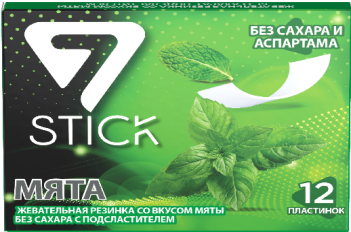 БЕЗ САХАРА И
АСПАРТАМА
7
STICK
МЯТА
ЖЕВАТЕЛЬНАЯ РЕЗИНКА СО ВКУСОМ МЯТЫ
БЕЗ САХАРА С ПОДСЛАСТИТЕЛЕМ
12
ПЛАСТИНОК